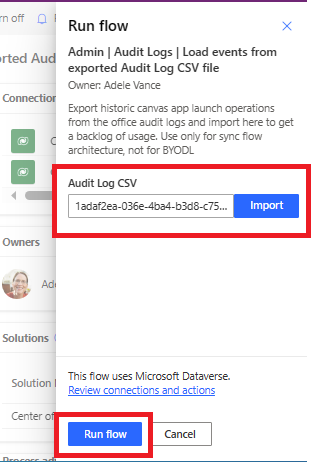 rn off
Run flow
Admin | Audit Logs | Load events from
exported Audit Log CSV file
Owner: Adele Vance
orted Aud
Connection
Export historic canvas app launch operations
from the office audit logs and import here to get
a backlog of usage. Use only for sync flow
architecture, not for BYODL
Audit Log CSV
1adaf2ea-036e-4ba4-b3d8-c75... Import
Owners
Ade
Solutions
This flow uses Microsoft Dataverse.
Review connections and actions
Solution
Center of
Run flow Cancel
Process